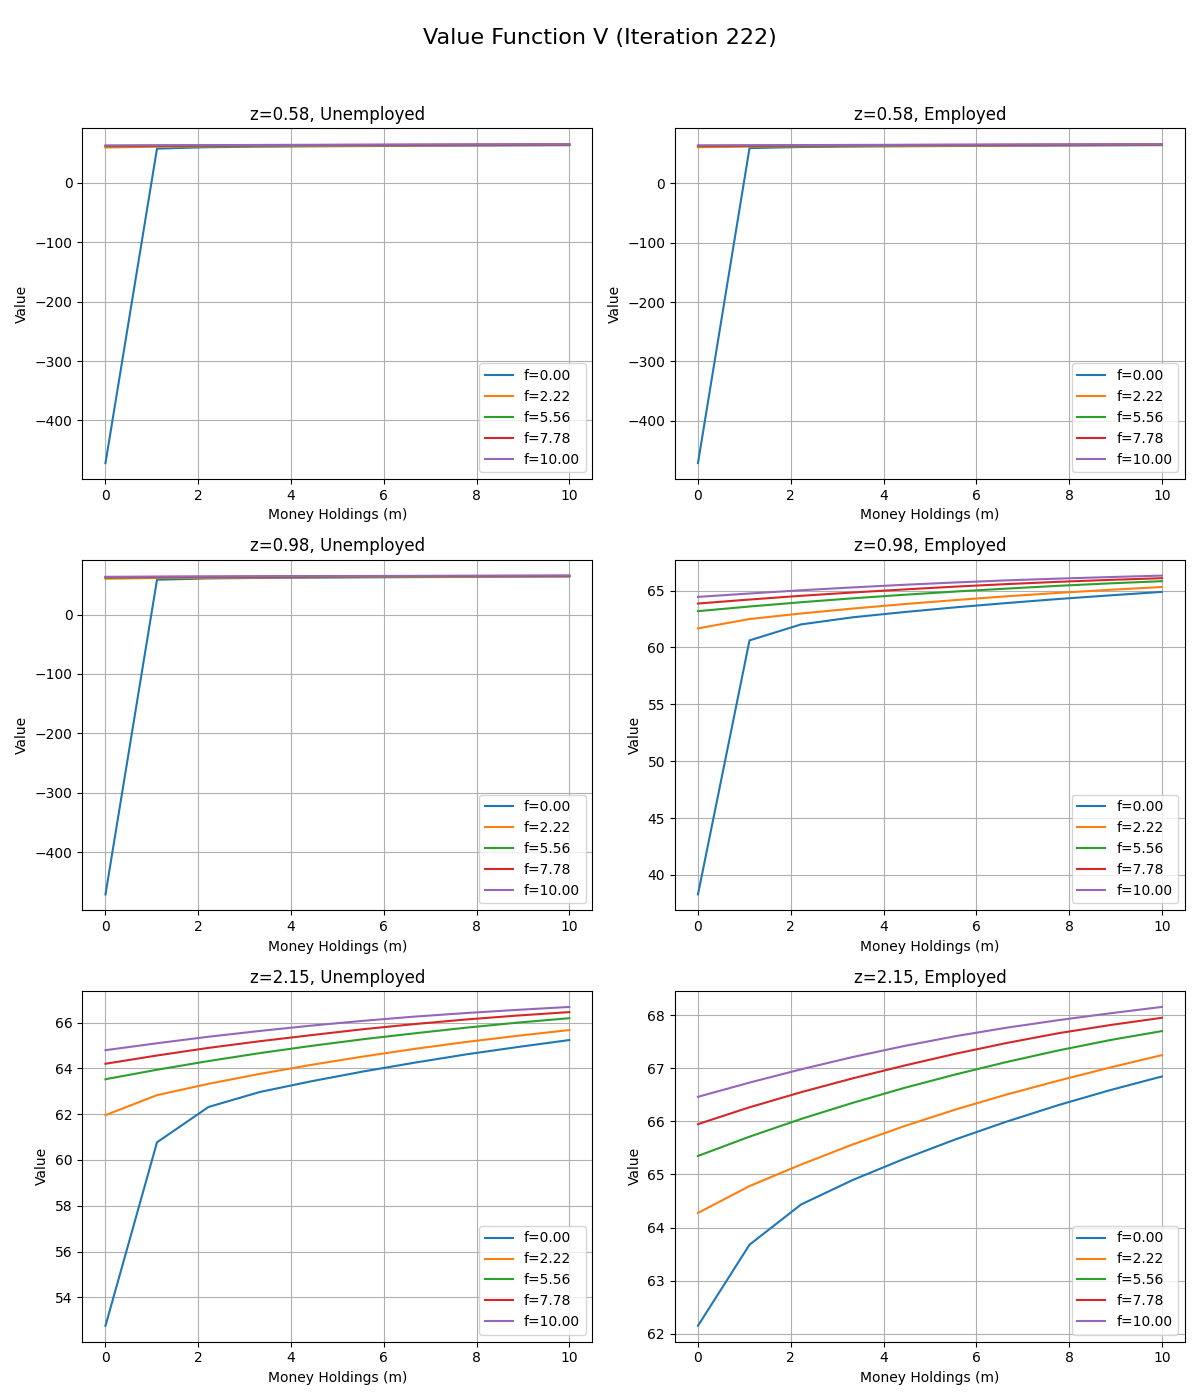 Value Function V (Iteration 222)
z=0.58, Unemployed
0
−100
−200
−300
−400
Value
f=0.00
f=2.22
f=5.56
f=7.78
f=10.00
0 2 4 6 8 10
Money Holdings (m)
z=0.58, Employed
0
−100
−200
−300
−400
Value
f=0.00
f=2.22
f=5.56
f=7.78
f=10.00
0 2 4 6 8 10
Money Holdings (m)
z=0.98, Unemployed
0
−100
−200
−300
−400
Value
f=0.00
f=2.22
f=5.56
f=7.78
f=10.00
0 2 4 6 8 10
Money Holdings (m)
z=0.98, Employed
65
60
55
50
45
40
Value
f=0.00
f=2.22
f=5.56
f=7.78
f=10.00
0 2 4 6 8 10
Money Holdings (m)
z=2.15, Unemployed
66
64
62
60
58
56
54
Value
f=0.00
f=2.22
f=5.56
f=7.78
f=10.00
0 2 4 6 8 10
Money Holdings (m)
z=2.15, Employed
68
67
66
65
64
63
62
Value
f=0.00
f=2.22
f=5.56
f=7.78
f=10.00
0 2 4 6 8 10
Money Holdings (m)